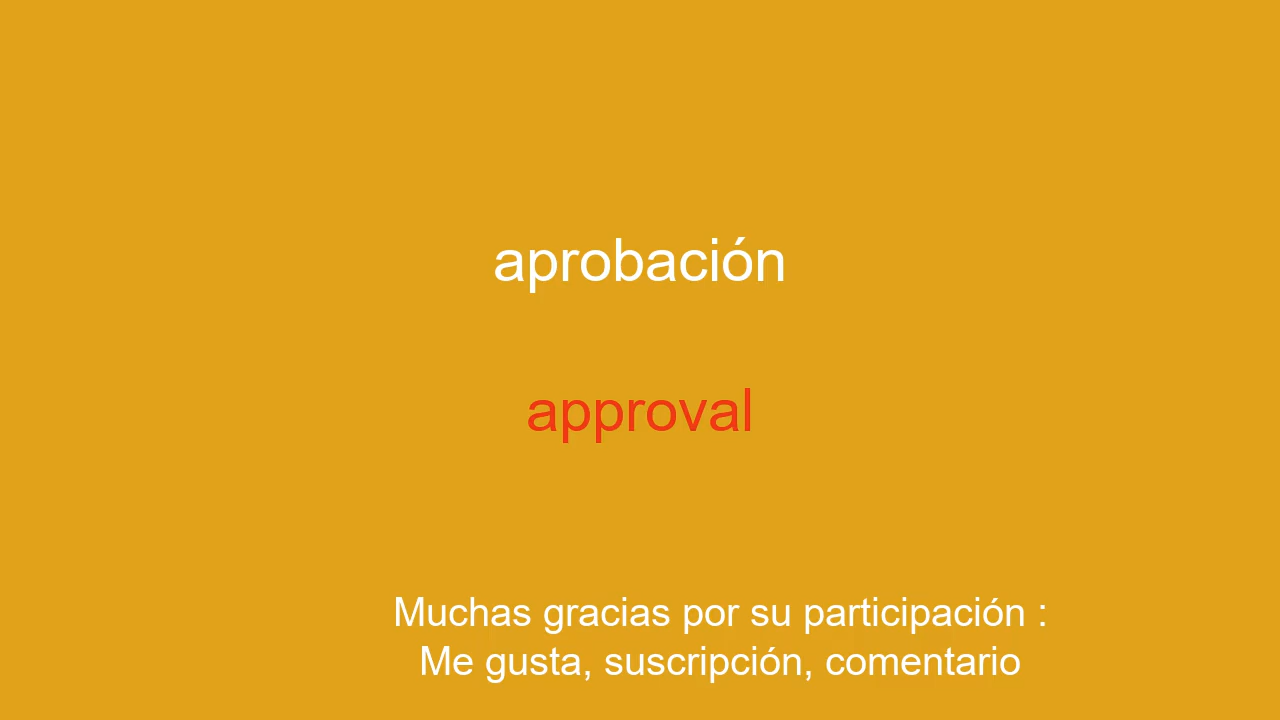 aprobación
approval
Muchas gracias por su participación :
Me gusta, suscripción, comentario